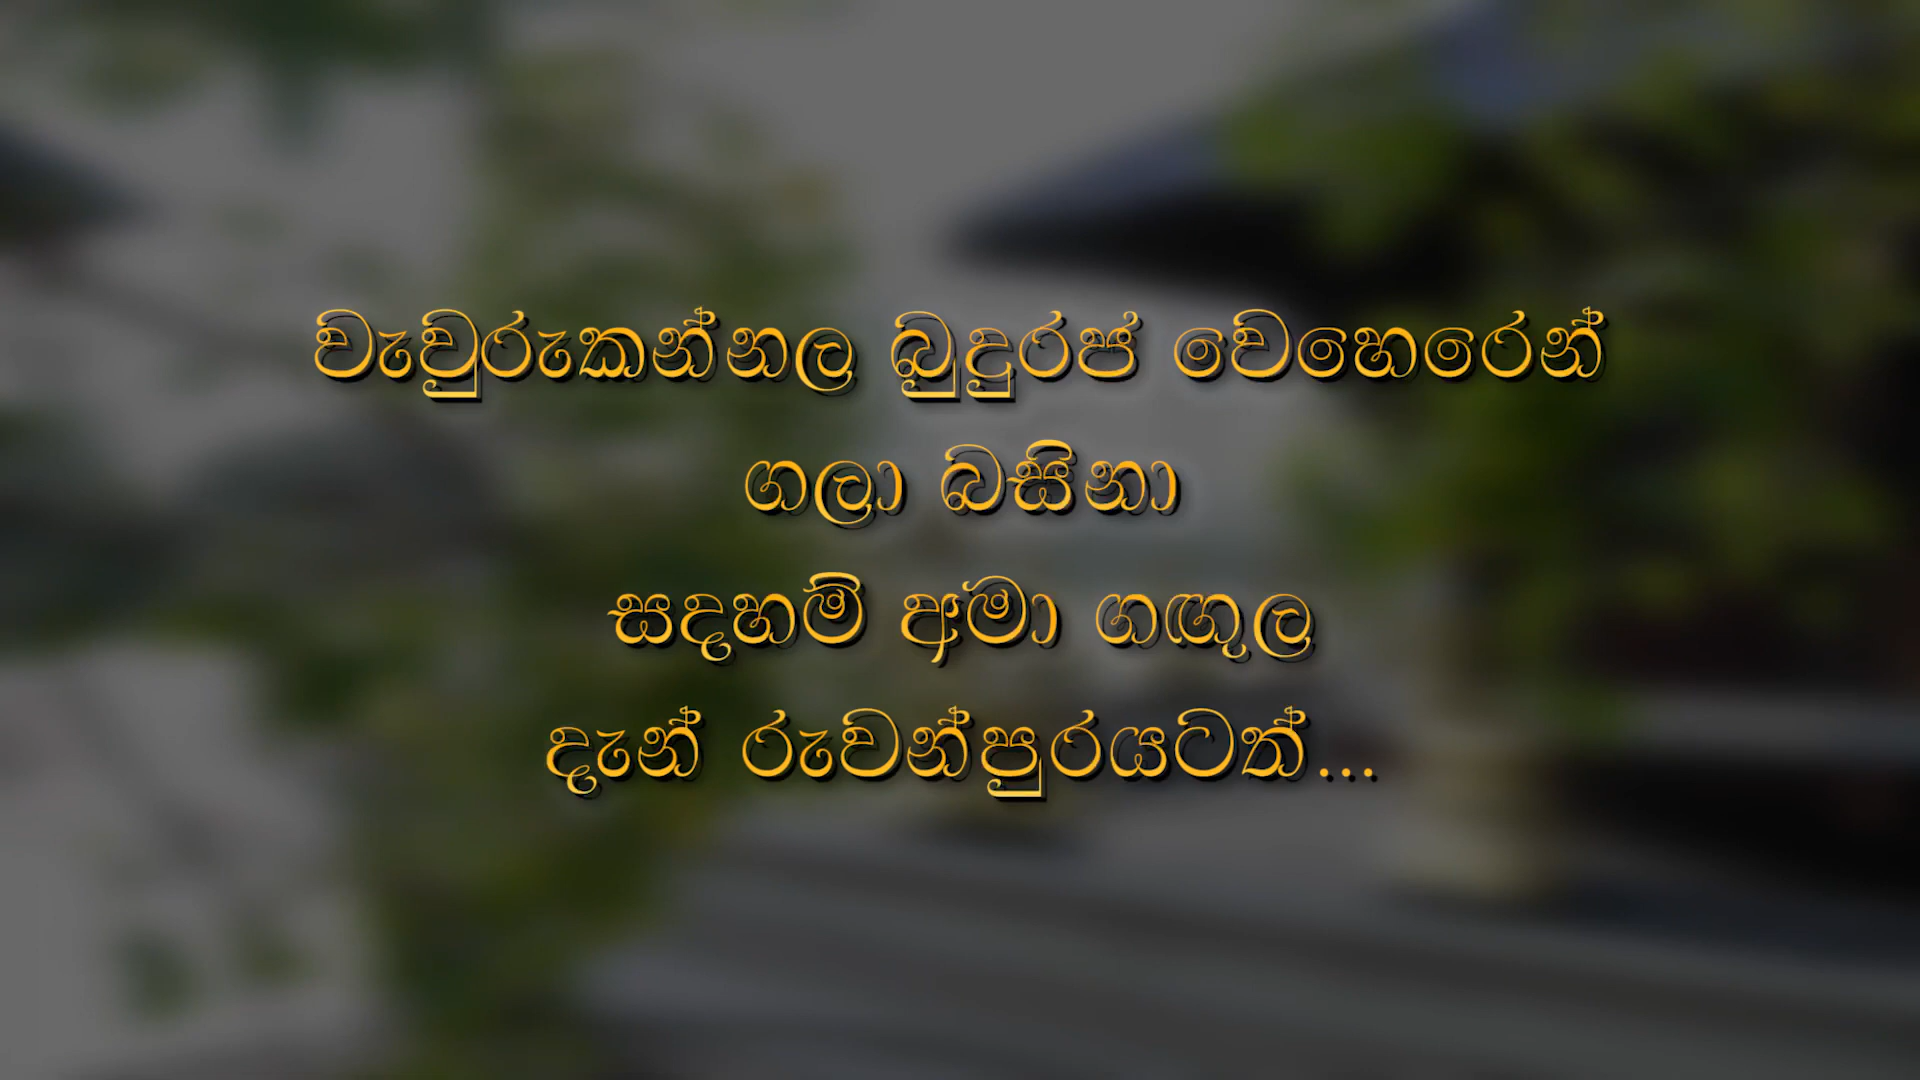 වැවුරුකන්නල බුදුරජ වෙහෙරෙන්
ගලා බසිනා
සදහම් අමා ගඟුල
දැන් රුවන්පුරයටත්...